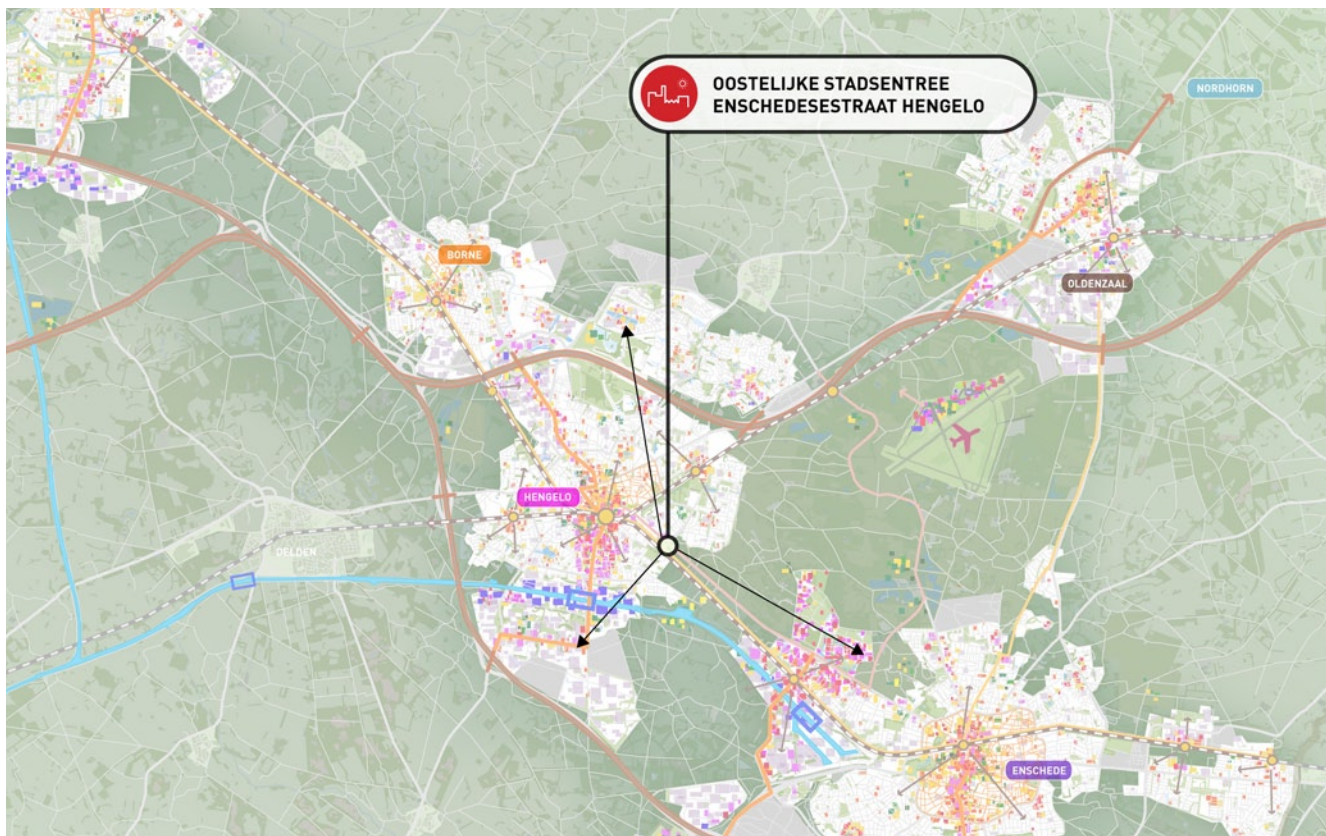 OOSTELIJKE STADSENTREE
ENSCHEDESESTRAAT HENGELO
NORDHORN
BORNE
OLDENZAAL
HENGELO
DELDEN
ENSCHEDE